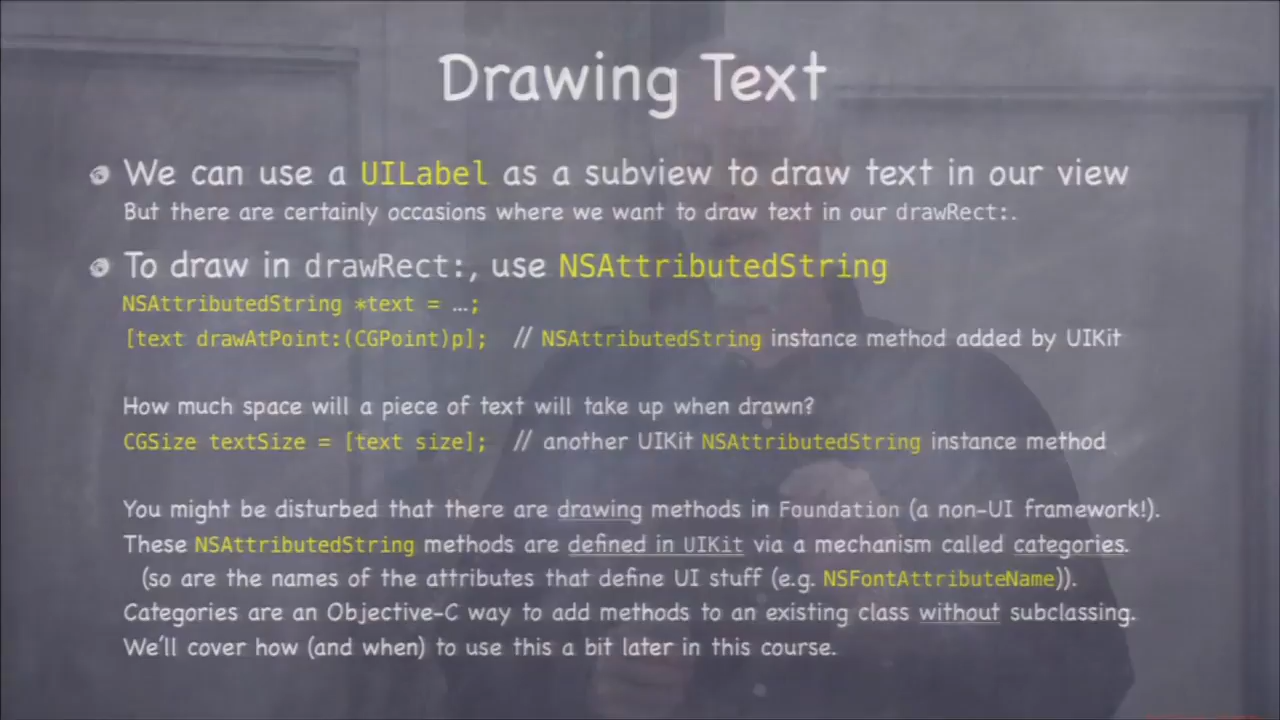 Drawing Text
We can use a UILabel as a subview to draw text in our view
But there are certainly occasions where we want to draw text in our drawRect:.
To draw in drawRect:, use NSAttributedString
NSAttributedString *text = …;
[text drawAtPoint:(CGPoint)p]; // NSAttributedString instance method added by UIKit
How much space will a piece of text will take up when drawn?
CGSize textSize = [text size]; // another UIKit NSAttributedString instance method
You might be disturbed that there are drawing methods in Foundation (a non-UI framework!).
These NSAttributedString methods are defined in UIKit via a mechanism called categories.
(so are the names of the attributes that define UI stuff (e.g. NSFontAttributeName)).
Categories are an Objective-C way to add methods to an existing class without subclassing.
We'll cover how (and when) to use this a bit later in this course.